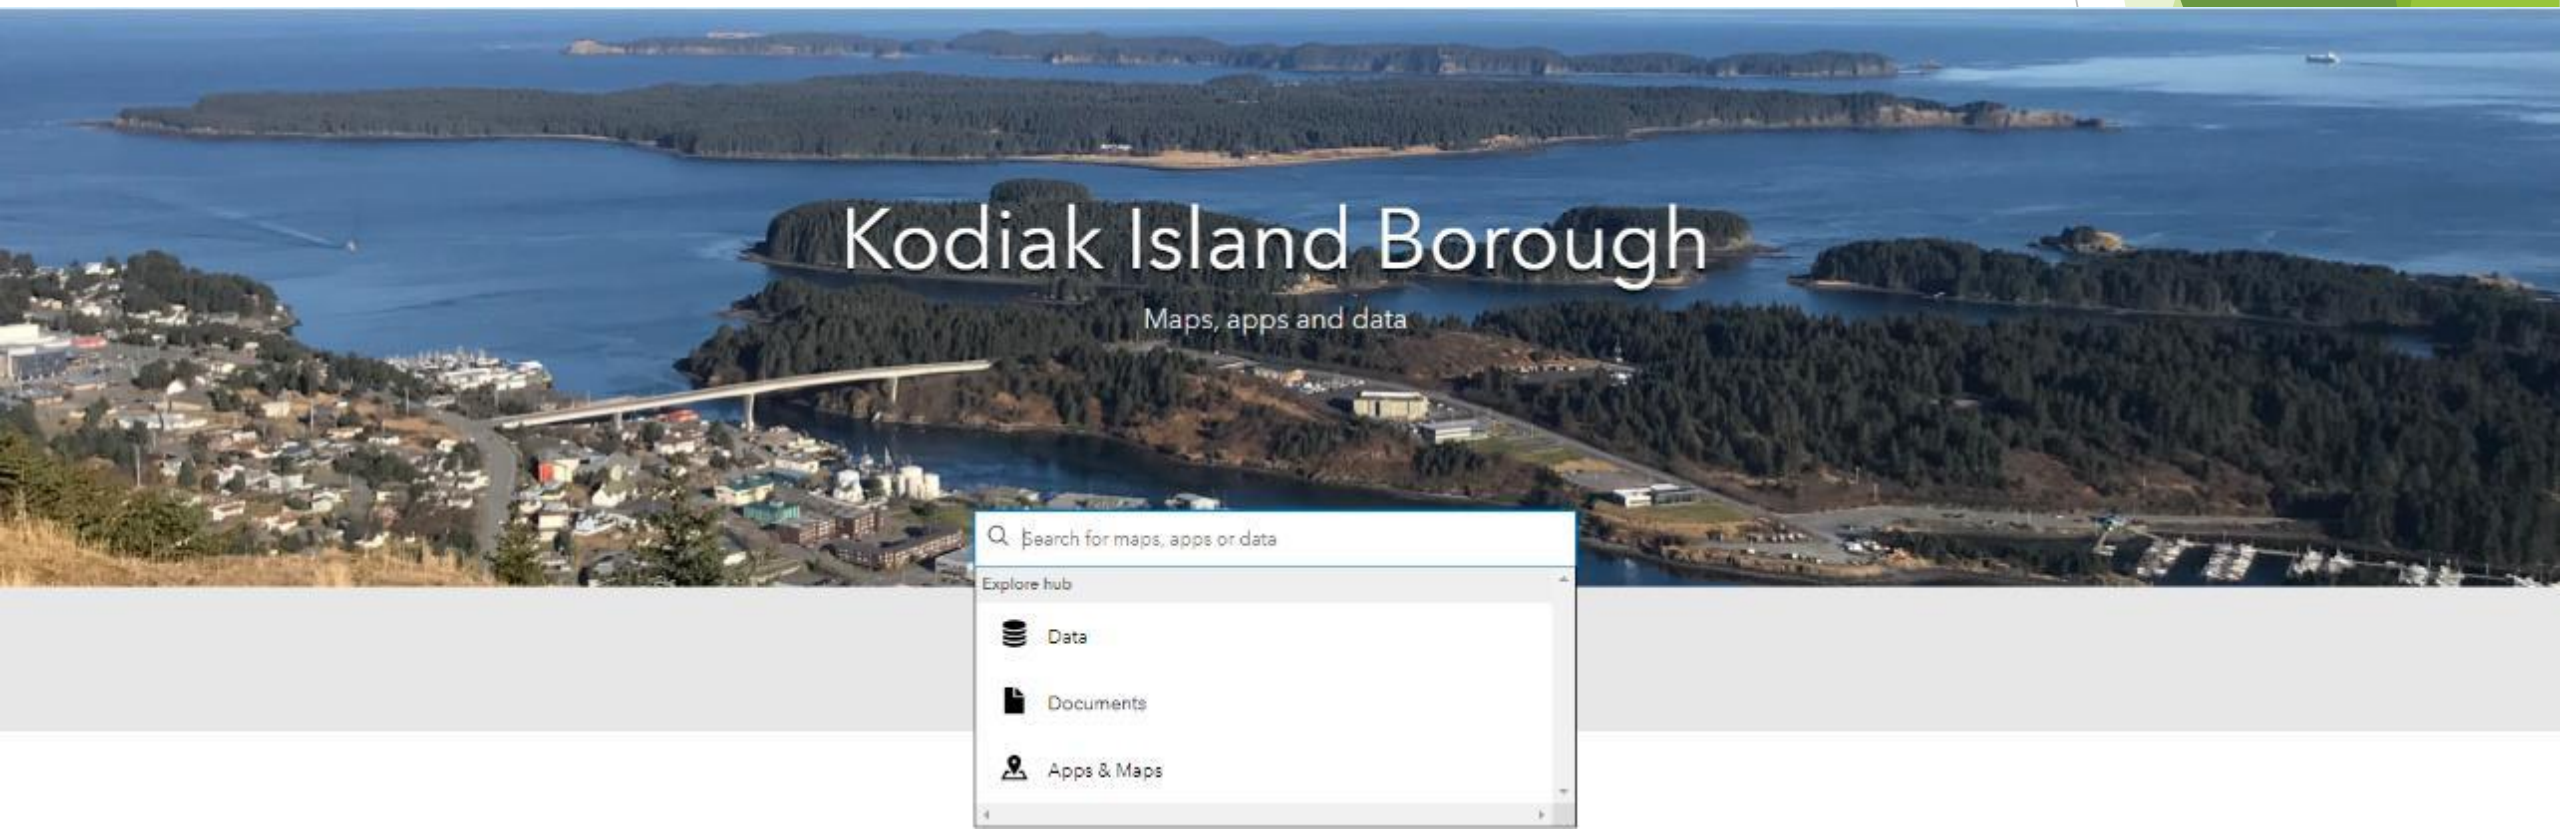 Kodiak Island Borough
Maps, apps and data
Search for maps, apps or data
Explore hub
Data
Documents
Apps & Maps